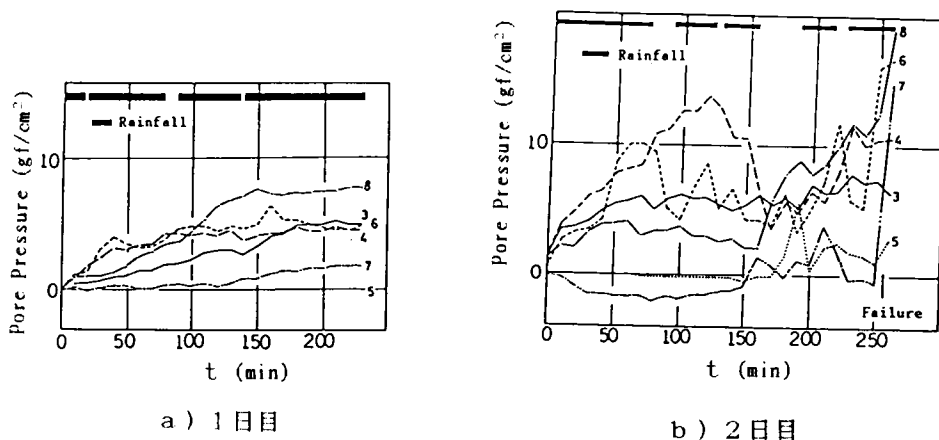 Pore Pressure (gf/cm²)
10
0
Rainfall
8
3
6
4
7
5
0 50 100 150 200
t (min)
a) 1日目
Pore Pressure (gf/cm²)
10
0
Rainfall
8
6
7
4
3
5
1
Failure
0 50 100 150 200 250
t (min)
b) 2日目